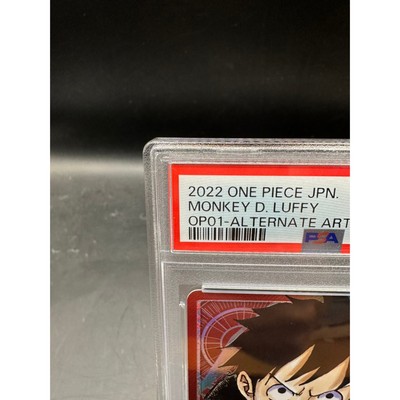 2022 ONE PIECE JPN.
MONKEY D. LUFFY
OP01-ALTERNATE ART
PSA